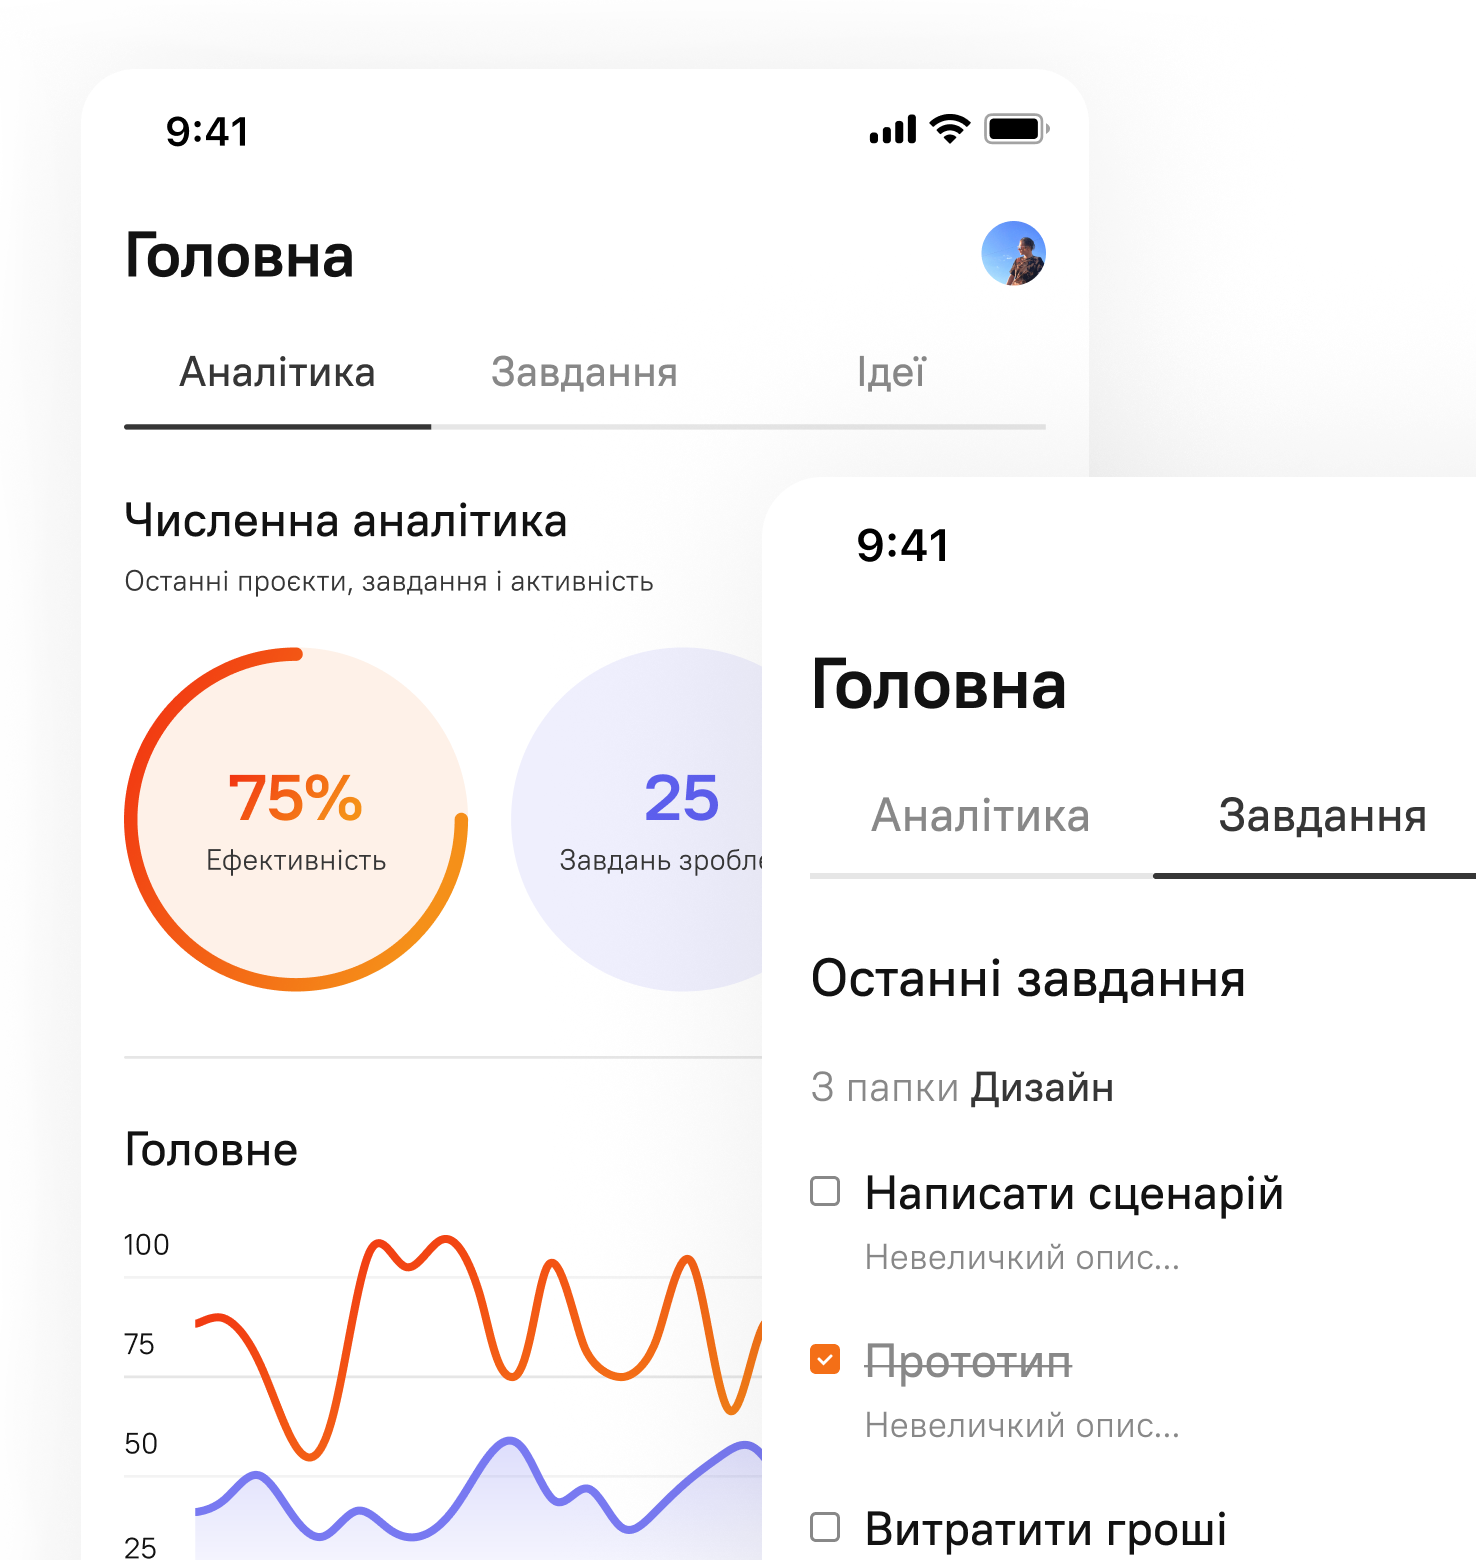 9:41
Головна
Аналітика Завдання Ідеї
Численна аналітика
Останні проєкти, завдання і активність
75%
Ефективність
25
Завдань
Головне
100
75
50
25
9:41
Головна
Аналітика Завдання
Останні завдання
З папки Дизайн
Написати сценарій
Невеличкий опис...
Прототип
Невеличкий опис...
Витратити гроші